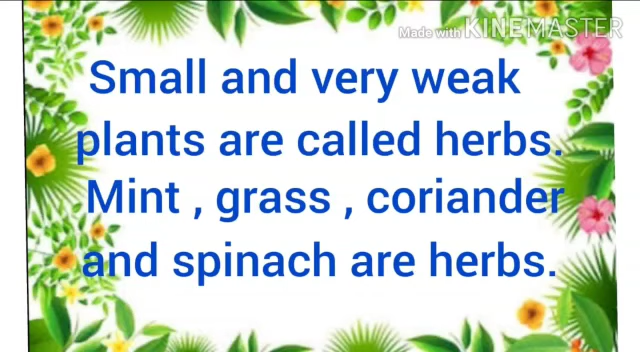 Made with KINEMASTER
Small and very weak
plants are called herbs.
Mint , grass , coriander
and spinach are herbs.